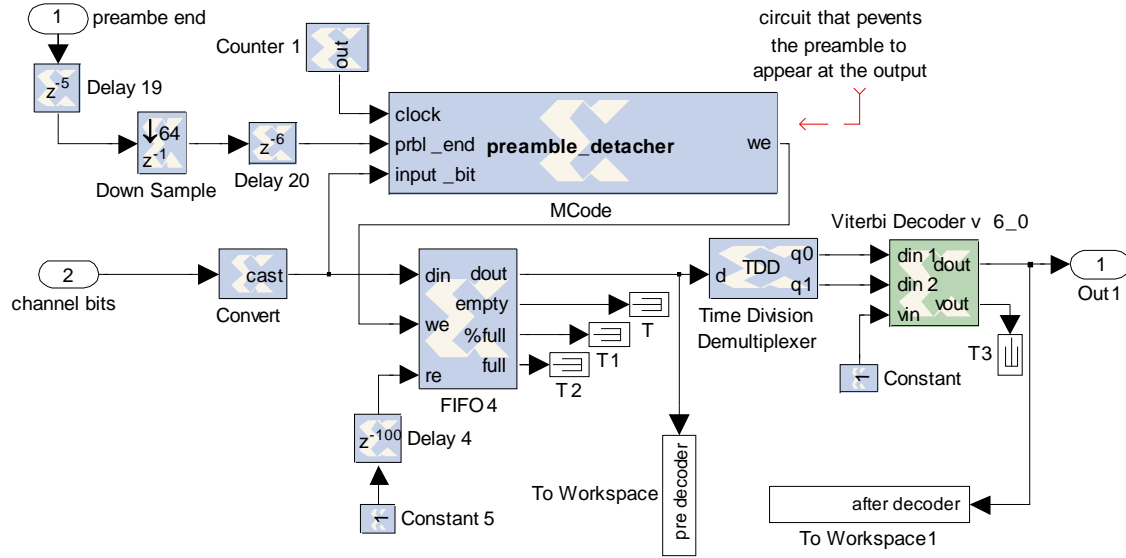 1
preambe end
z-5
Delay 19
↓64
z-1
Down Sample
z-6
Delay 20
Counter 1
out
clock
prbl _end
input _bit
preamble_detacher
we
MCode
circuit that pevents
the preamble to
appear at the output
2
channel bits
cast
Convert
din
we
re
dout
empty
%full
full
FIFO 4
T
T1
T2
z-100
Delay 4
1
Constant 5
d
TDD
q0
q1
Time Division
Demultiplexer
Viterbi Decoder v 6_0
din 1
din 2
vin
dout
vout
1
Constant
T3
1
Out1
pre decoder
To Workspace
after decoder
To Workspace1